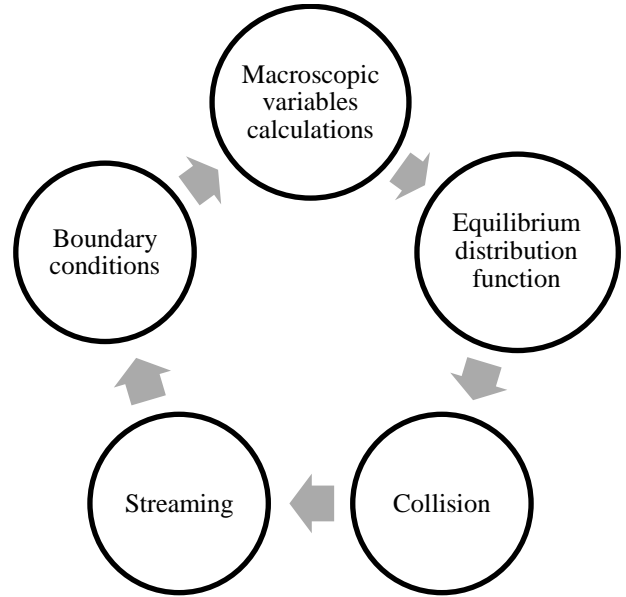 Macroscopic
variables
calculations
Equilibrium
distribution
function
Boundary
conditions
Streaming
Collision